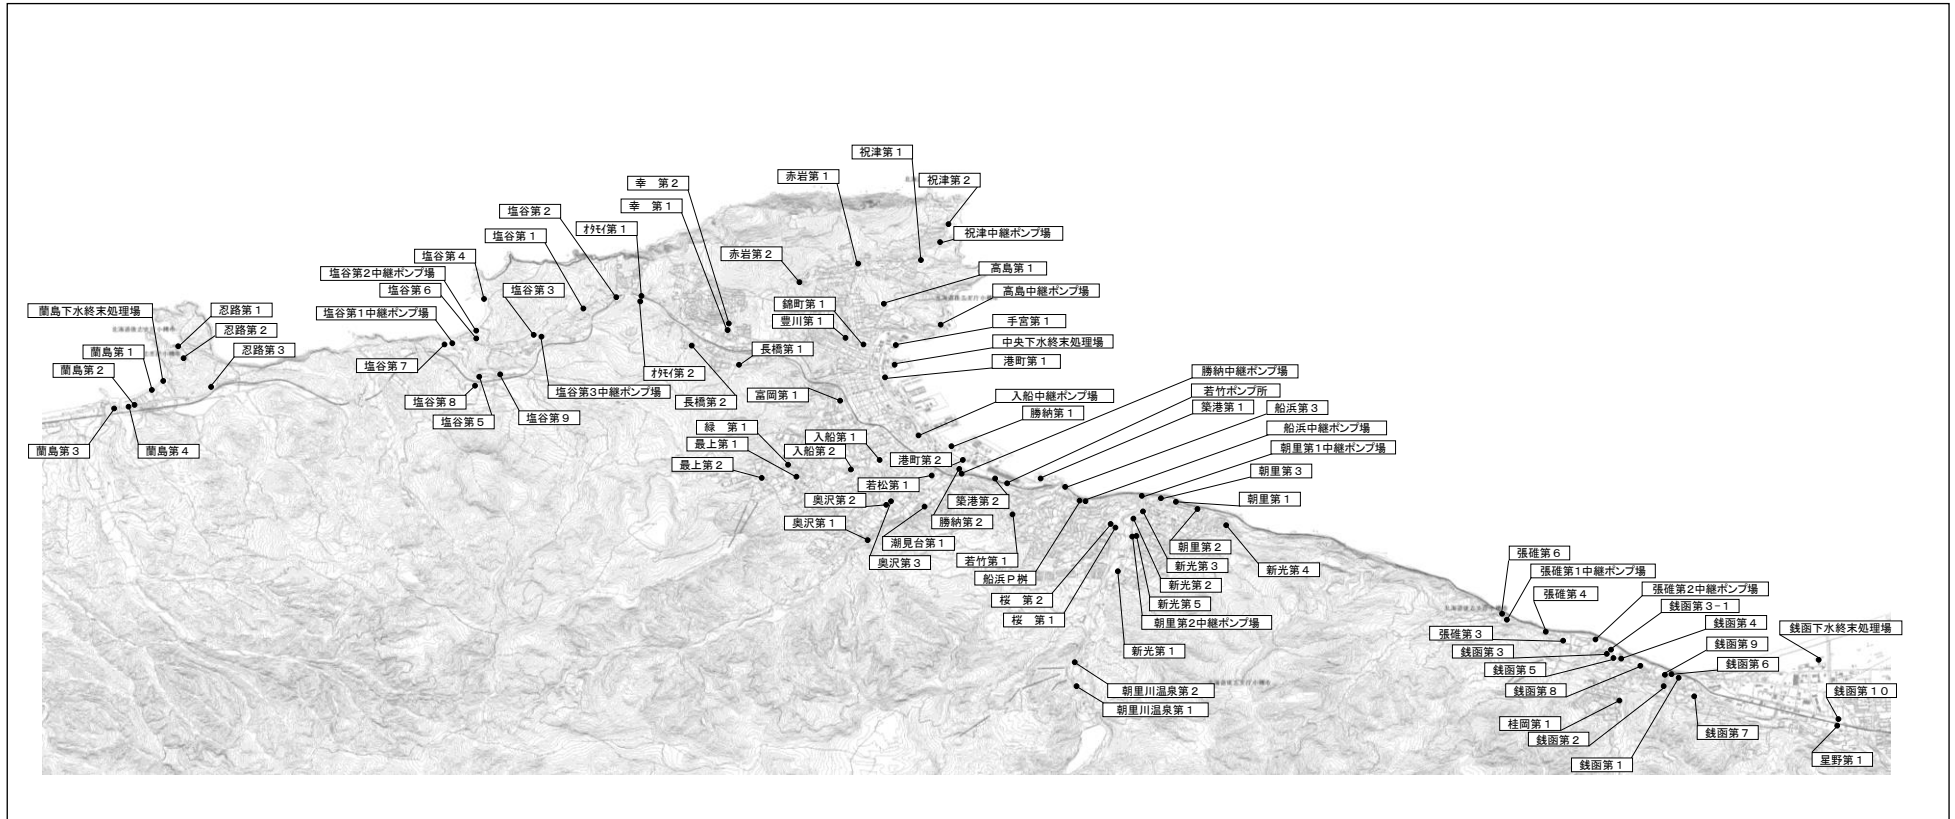 祝津第１
赤岩第１
幸　第２
祝津第２
幸　第１
塩谷第２
ｵﾀﾓｲ第１
祝津中継ポンプ場
塩谷第１
塩谷第４
赤岩第２
塩谷第２中継ポンプ場
高島第１
塩谷第６
塩谷第３
高島中継ポンプ場
蘭島下水終末処理場
忍路第１
錦町第１
塩谷第１中継ポンプ場
豊川第１
手宮第１
忍路第２
中央下水終末処理場
蘭島第１
忍路第３
長橋第１
港町第１
塩谷第７
蘭島第２
ｵﾀﾓｲ第２
勝納中継ポンプ場
塩谷第３中継ポンプ場
若竹ポンプ所
富岡第１
入船中継ポンプ場
塩谷第８
長橋第２
築港第１
船浜第３
勝納第１
塩谷第５
塩谷第９
緑　第１
船浜中継ポンプ場
入船第１
最上第１
朝里第１中継ポンプ場
蘭島第３
蘭島第４
入船第２
港町第２
最上第２
朝里第３
若松第１
奥沢第２
築港第２
朝里第１
奥沢第１
勝納第２
潮見台第１
朝里第２
奥沢第３
若竹第１
新光第３
新光第４
船浜Ｐ桝
新光第２
張碓第６
張碓第１中継ポンプ場
桜　第２
新光第５
張碓第４
張碓第２中継ポンプ場
桜　第１
朝里第２中継ポンプ場
銭函第３-１
張碓第３
銭函第４
銭函下水終末処理場
新光第１
銭函第３
銭函第９
銭函第５
銭函第６
朝里川温泉第２
銭函第８
銭函第１０
朝里川温泉第１
桂岡第１
銭函第２
銭函第７
銭函第１
星野第１